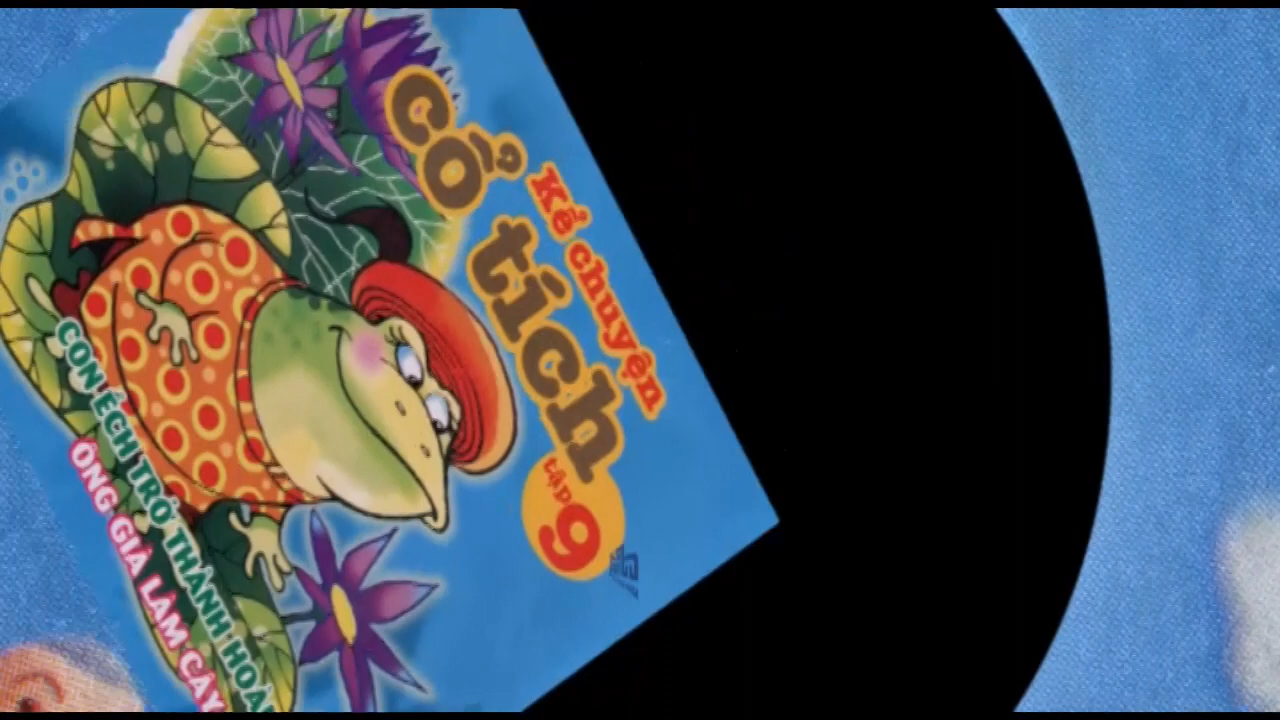 Kể chuyện
cổ tích
tập
9
CON ẾCH TRỞ THÀNH HOÀ
ÔNG GIÀ LÀM CÂY